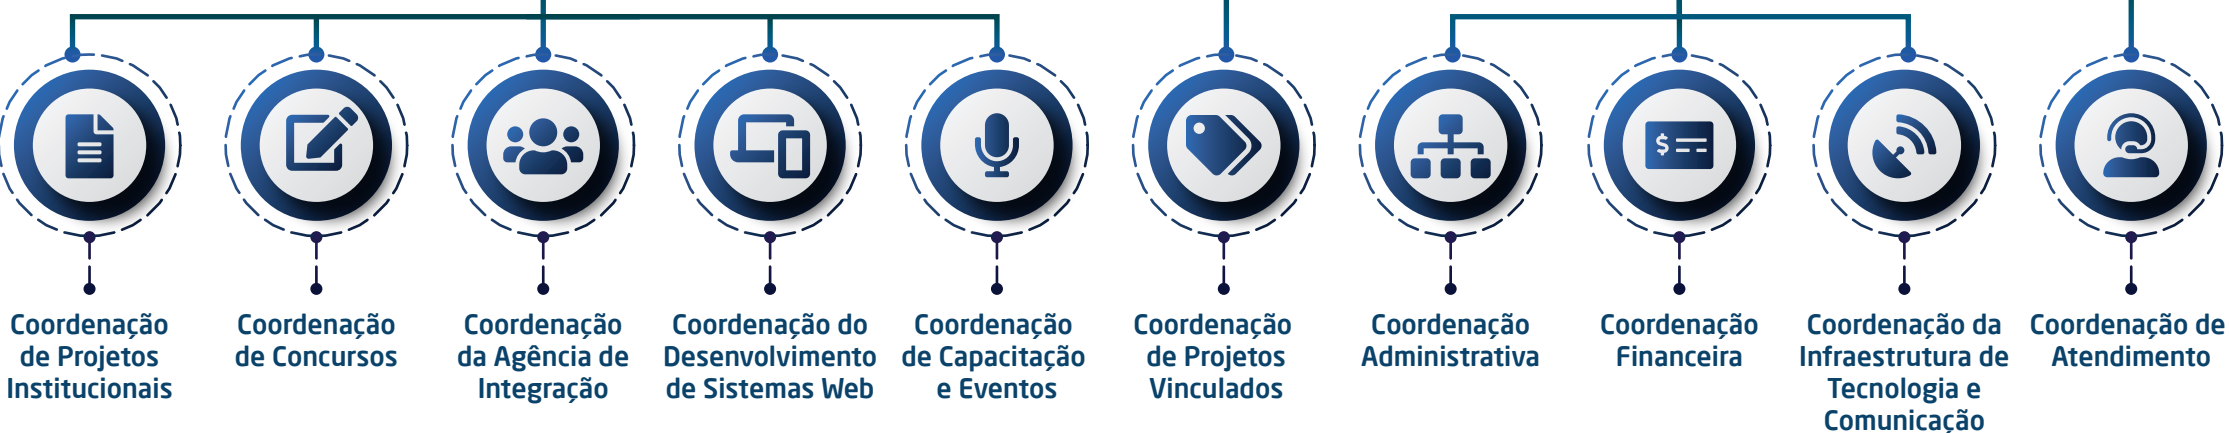 Coordenação
de Projetos
Institucionais
Coordenação
de Concursos
Coordenação
da Agência de
Integração
Coordenação do
Desenvolvimento
de Sistemas Web
Coordenação
de Capacitação
e Eventos
Coordenação
de Projetos
Vinculados
Coordenação
Administrativa
$
Coordenação
Financeira
Coordenação da
Infraestrutura de
Tecnologia e
Comunicação
Coordenação de
Atendimento